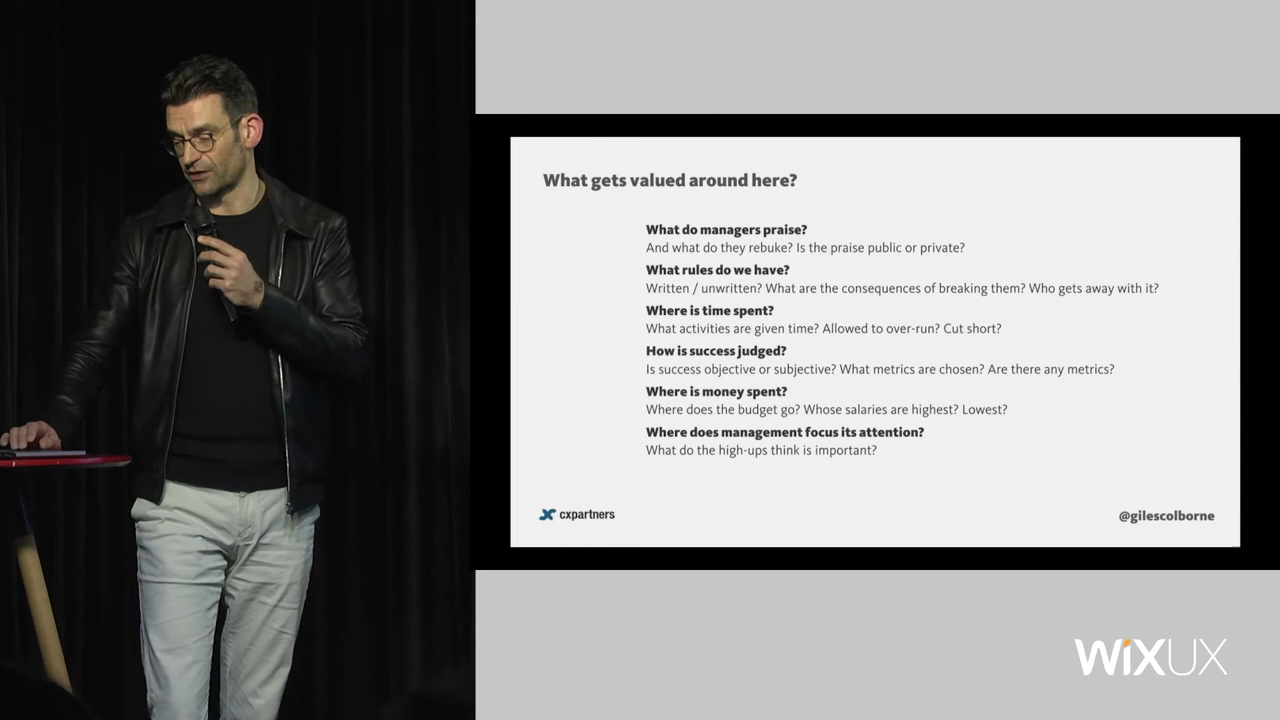 What gets valued around here?
What do managers praise?
And what do they rebuke? Is the praise public or private?
What rules do we have?
Written / unwritten? What are the consequences of breaking them? Who gets away with it?
Where is time spent?
What activities are given time? Allowed to over-run? Cut short?
How is success judged?
Is success objective or subjective? What metrics are chosen? Are there any metrics?
Where is money spent?
Where does the budget go? Whose salaries are highest? Lowest?
Where does management focus its attention?
What do the high-ups think is important?
cxpartners
@gilescolborne
WiXUX